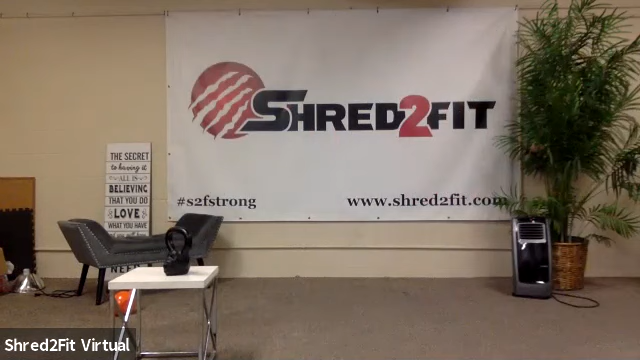 SHRED2FIT
#s2fstrong
www.shred2fit.com
THE SECRET
to having it
ALL IS
BELIEVING
THAT YOU DO
LOVE
WHAT YOU HAVE
NEED
Shred2Fit Virtual